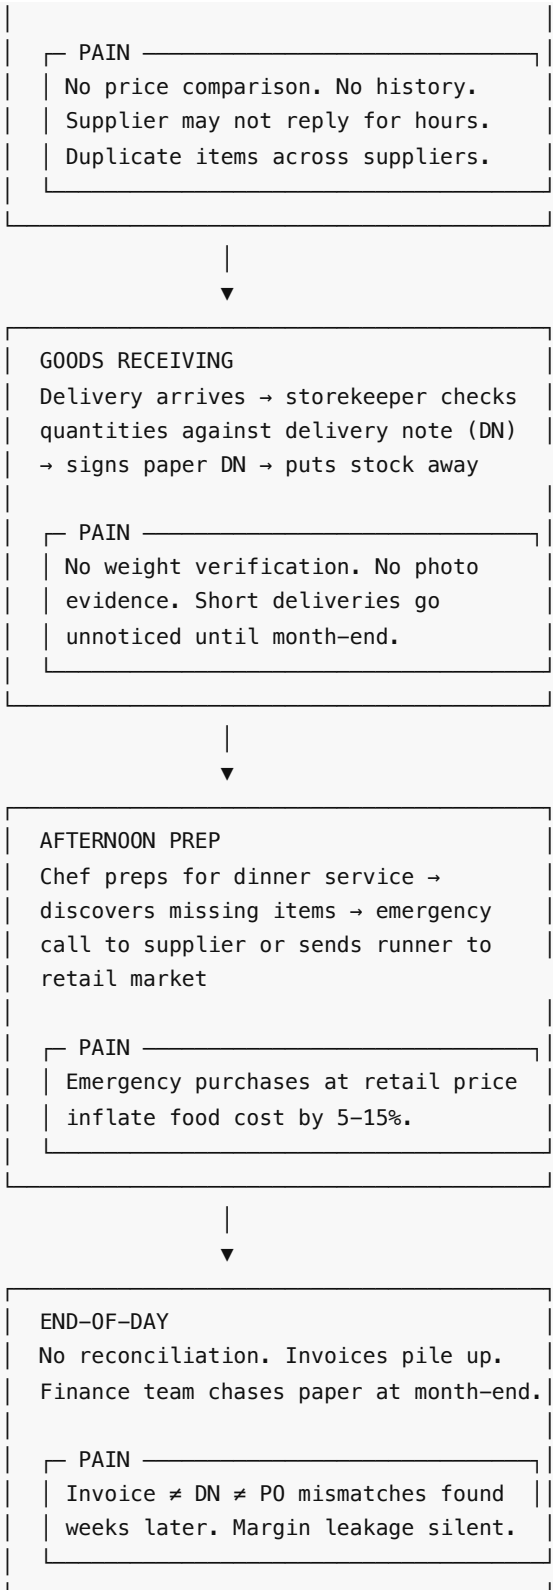 PAIN
No price comparison. No history.
Supplier may not reply for hours.
Duplicate items across suppliers.
▼
GOODS RECEIVING
Delivery arrives → storekeeper checks
quantities against delivery note (DN)
→ signs paper DN → puts stock away
PAIN
No weight verification. No photo
evidence. Short deliveries go
unnoticed until month-end.
▼
AFTERNOON PREP
Chef preps for dinner service →
discovers missing items → emergency
call to supplier or sends runner to
retail market
PAIN
Emergency purchases at retail price
inflate food cost by 5-15%.
▼
END-OF-DAY
No reconciliation. Invoices pile up.
Finance team chases paper at month-end.
PAIN
Invoice ≠ DN ≠ PO mismatches found
weeks later. Margin leakage silent.